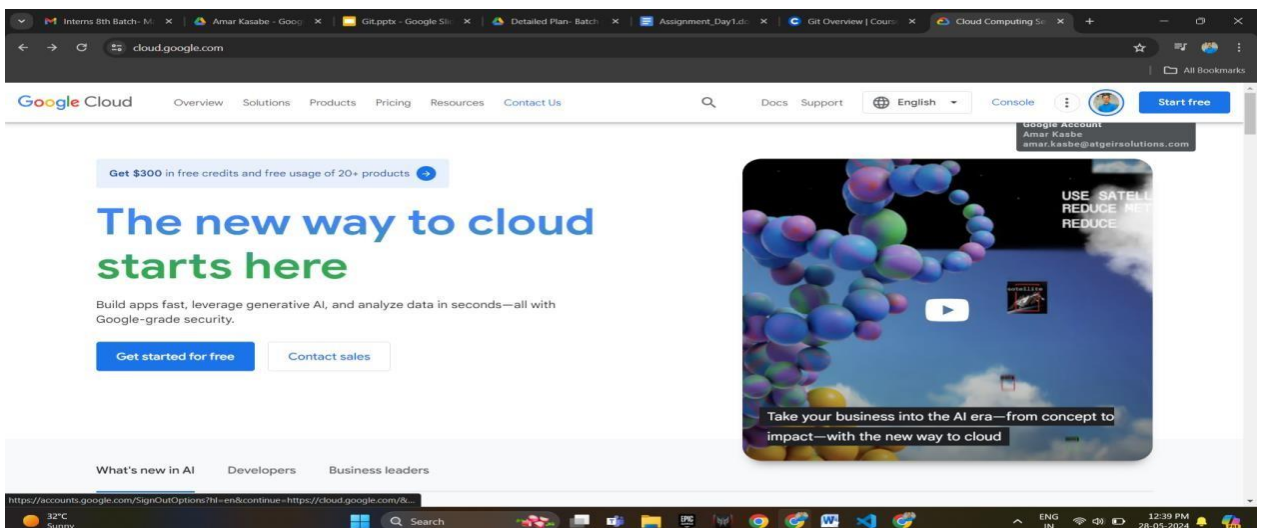 Interns 8th Batch- M
Amar Kasabe - Goog
Git.pptx - Google Sli
Detailed Plan- Batch
Assignment_Day1.do
Git Overview | Cours
Cloud Computing Se
cloud.google.com
All Bookmarks
Google Cloud
Overview
Solutions
Products
Pricing
Resources
Contact Us
Docs
Support
English
Console
Start free
Google Account
Amar Kasbe
amar.kasbe@atgeirsolutions.com
Get $300 in free credits and free usage of 20+ products
The new way to cloud
starts here
Build apps fast, leverage generative AI, and analyze data in seconds—all with
Google-grade security.
Get started for free
Contact sales
USE SATELL
REDUCE MET
REDUCE
satellite
Take your business into the AI era—from concept to
impact—with the new way to cloud
What's new in AI
Developers
Business leaders
https://accounts.google.com/SignOutOptions?hl=en&continue=https://cloud.google.com/&...
32°C
Sunny
Search
EPIC
ENG
IN
12:39 PM
28-05-2024